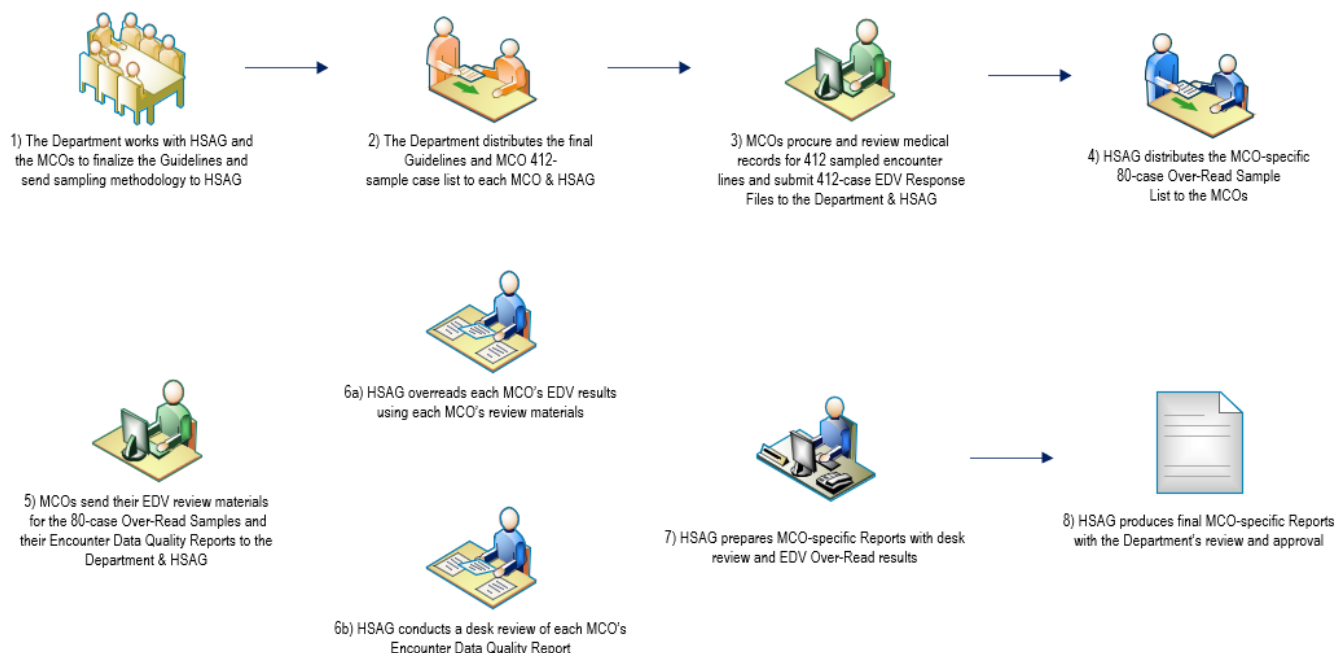 1) The Department works with HSAG and
the MCOs to finalize the Guidelines and
send sampling methodology to HSAG
2) The Department distributes the final
Guidelines and MCO 412-
sample case list to each MCO & HSAG
3) MCOs procure and review medical
records for 412 sampled encounter
lines and submit 412-case EDV Response
Files to the Department & HSAG
4) HSAG distributes the MCO-specific
80-case Over-Read Sample
List to the MCOs
5) MCOs send their EDV review materials
for the 80-case Over-Read Samples and
their Encounter Data Quality Reports to the
Department & HSAG
6a) HSAG overreads each MCO's EDV results
using each MCO's review materials
6b) HSAG conducts a desk review of each MCO's
Encounter Data Quality Report
7) HSAG prepares MCO-specific Reports with desk
review and EDV Over-Read results
8) HSAG produces final MCO-specific Reports
with the Department's review and approval